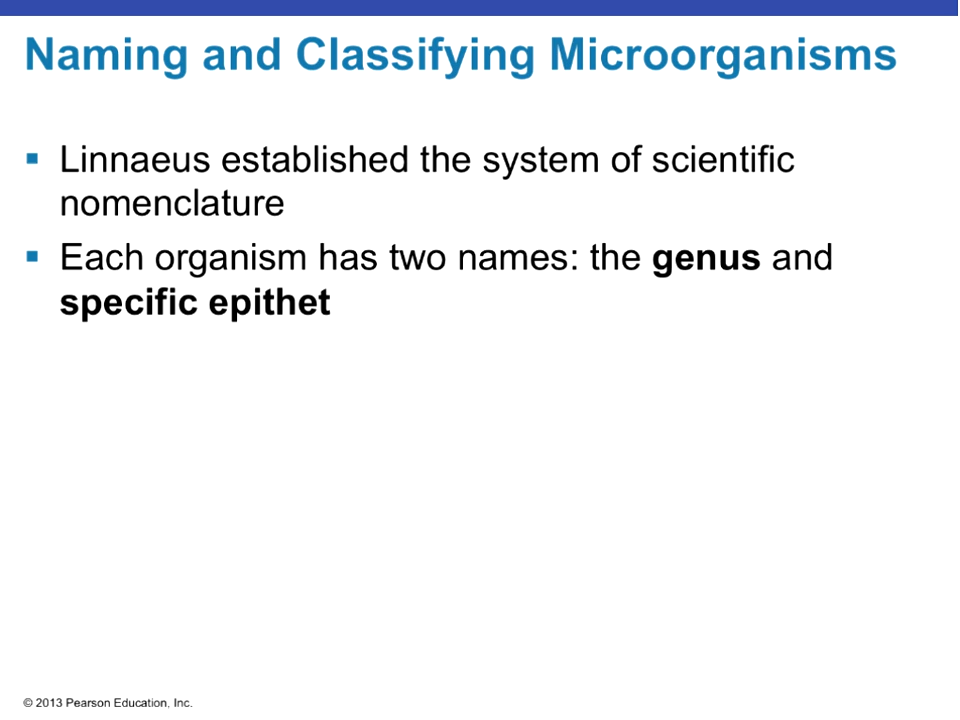 Naming and Classifying Microorganisms
▪ Linnaeus established the system of scientific
nomenclature
▪ Each organism has two names: the genus and
specific epithet
© 2013 Pearson Education, Inc.